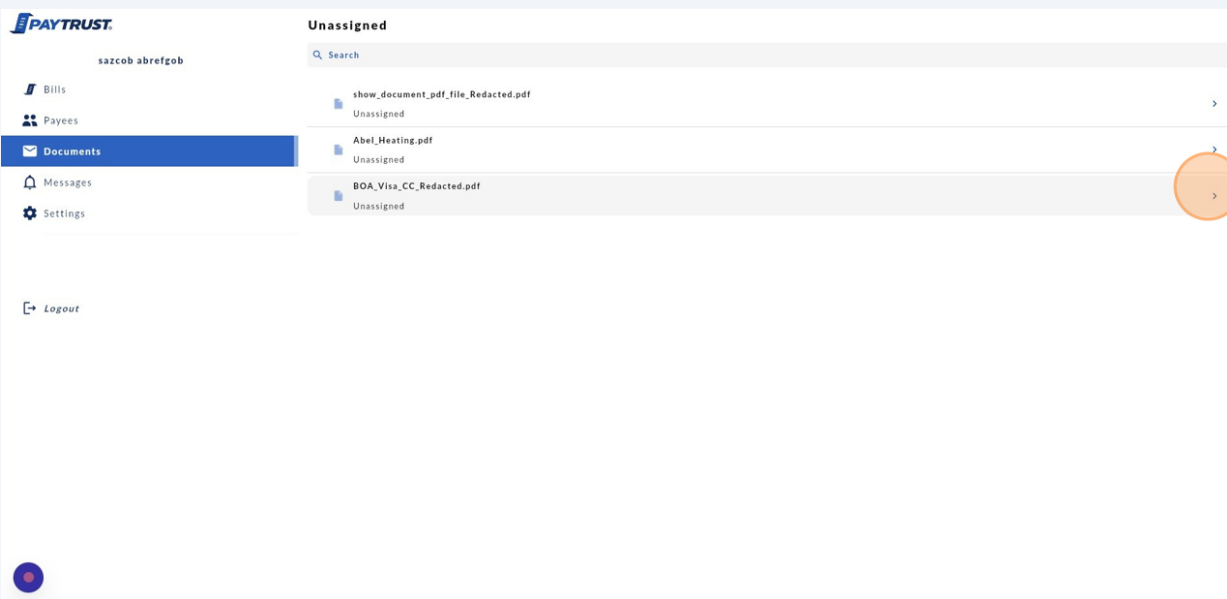 PAYTRUST.
sazcob abrefgob
Bills
Payees
Documents
Messages
Settings
Logout
Unassigned
Search
show_document_pdf_file_Redacted.pdf
Unassigned
Abel_Heating.pdf
Unassigned
BOA_Visa_CC_Redacted.pdf
Unassigned